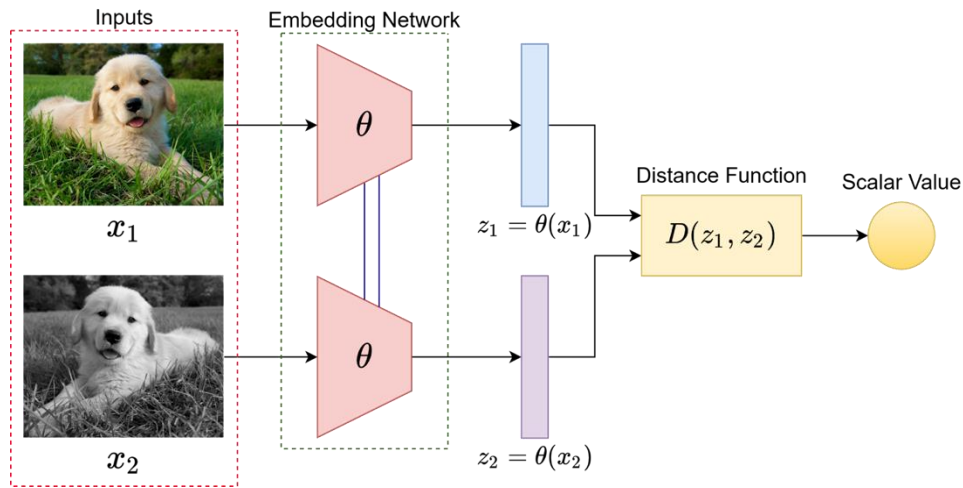 Inputs
Embedding Network
θ
x₁
z₁ = θ(x₁)
Distance Function
D(z₁, z₂)
Scalar Value
θ
x₂
z₂ = θ(x₂)